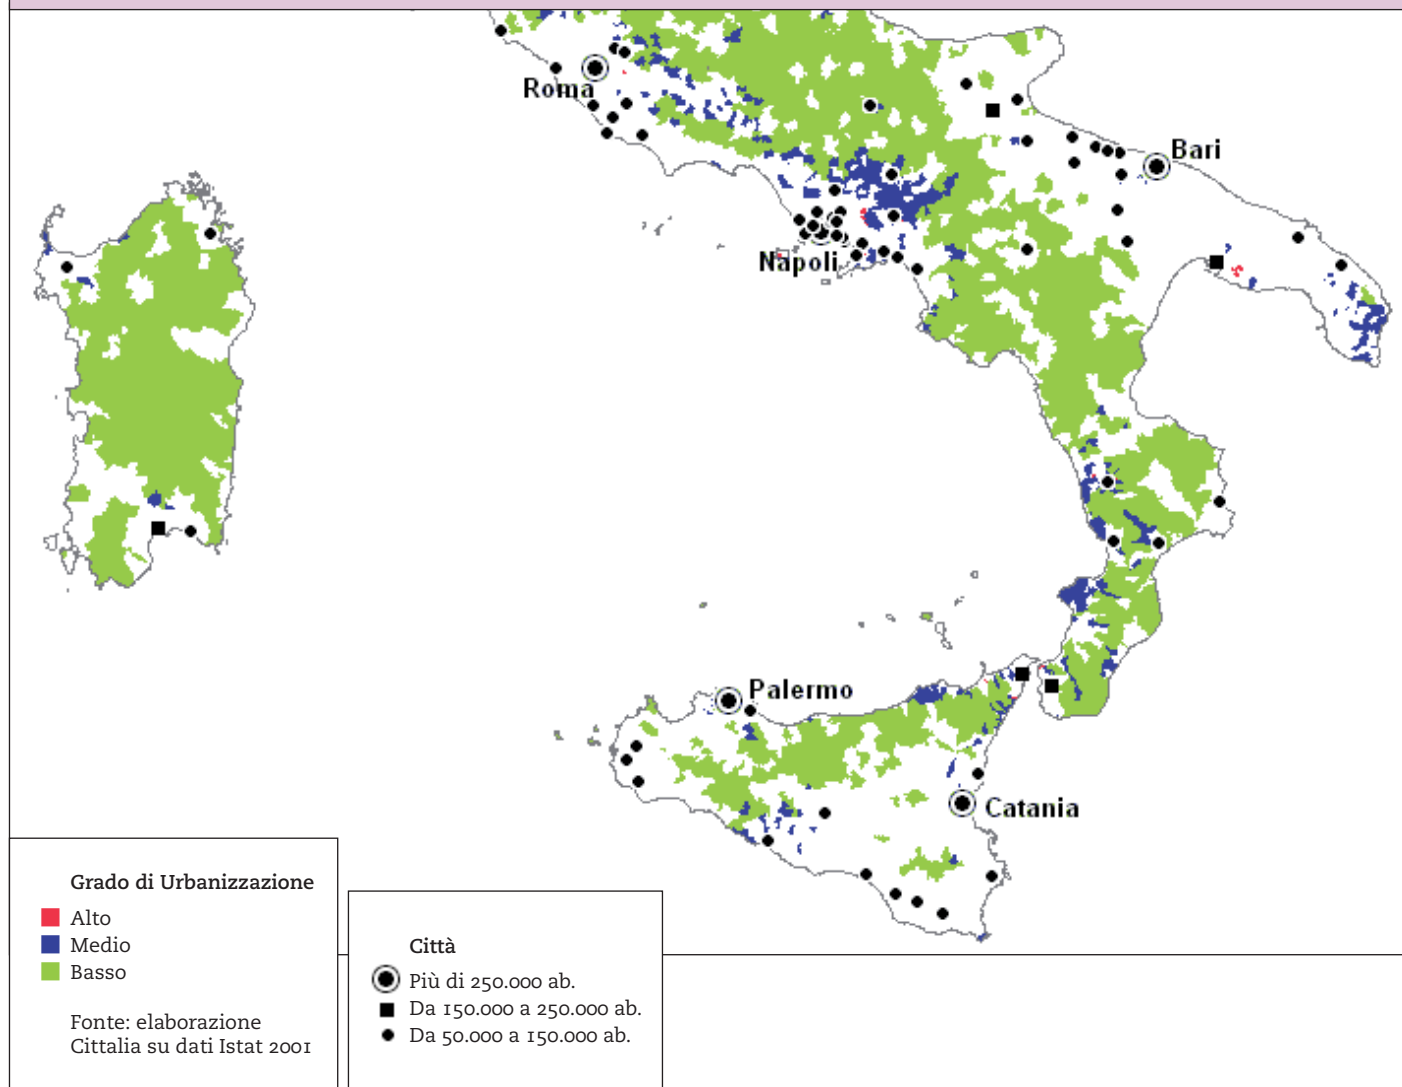 Roma
Bari
Napoli
Palermo
Catania
Grado di Urbanizzazione
Alto
Medio
Basso
Fonte: elaborazione
Cittalia su dati Istat 2001
Città
Più di 250.000 ab.
Da 150.000 a 250.000 ab.
Da 50.000 a 150.000 ab.